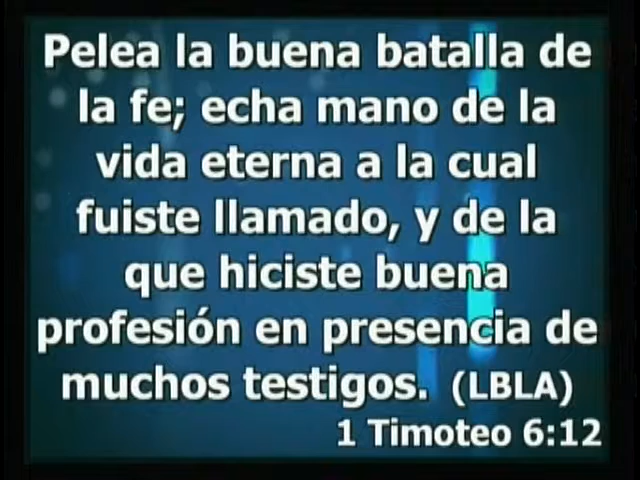 Pelea la buena batalla de
la fe; echa mano de la
vida eterna a la cual
fuiste llamado, y de la
que hiciste buena
profesión en presencia de
muchos testigos. (LBLA)
1 Timoteo 6:12